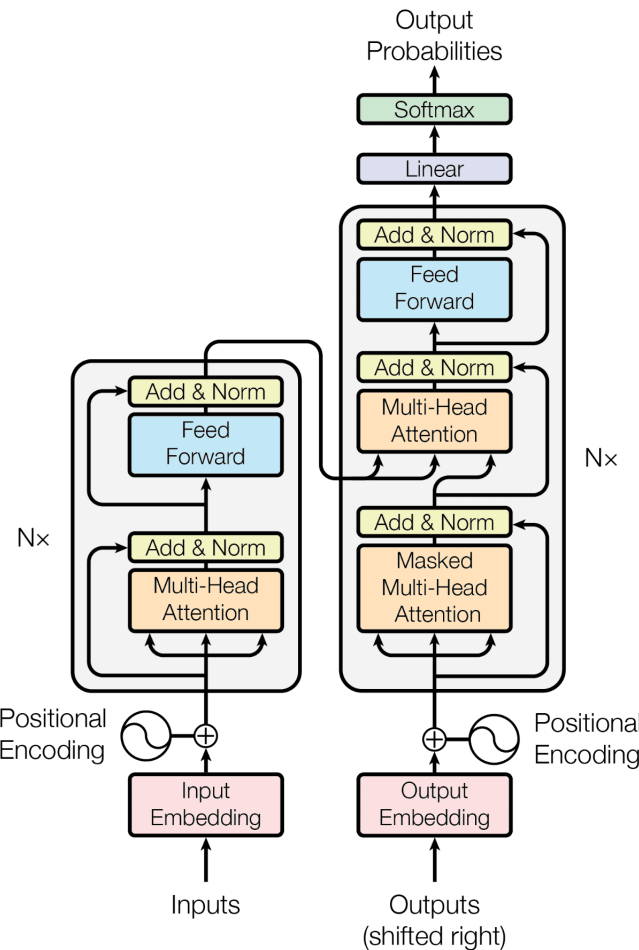 Output
Probabilities
Softmax
Linear
Add & Norm
Feed
Forward
Add & Norm
Multi-Head
Attention
Nx
Add & Norm
Masked
Multi-Head
Attention
Positional
Encoding
Output
Embedding
Outputs
(shifted right)
Add & Norm
Feed
Forward
Nx
Add & Norm
Multi-Head
Attention
Positional
Encoding
Input
Embedding
Inputs